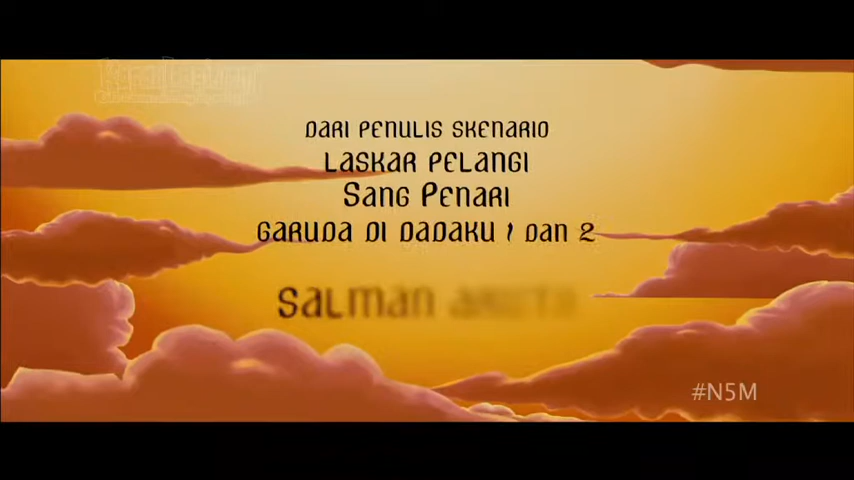 DARI PENULIS SKENARIO
LASKAR PELANGI
SANG PENARI
GARUDA DI DADAKU 1 DAN 2
SALMAN
#N5M